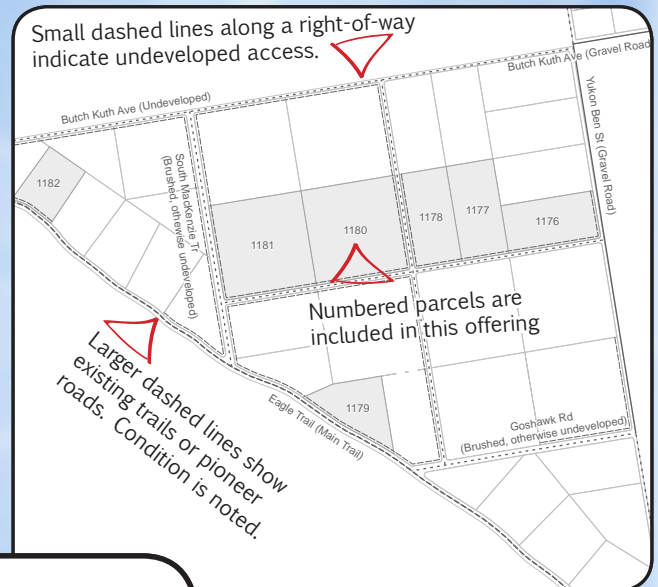 Small dashed lines along a right-of-way
indicate undeveloped access.
Butch Kuth Ave (Undeveloped)
Butch Kuth Ave (Gravel Road)
Yukon Ben St (Gravel Road)
South MacKenzie Tr
(Brushed, othewise undeveloped)
1182
1181
1180
1178
1177
1176
Numbered parcels are
included in this offering
Larger dashed lines show
existing trails or pioneer
roads. Condition is noted.
Eagle Trail (Main Trail)
1179
Goshawk Rd
(Brushed, otherwise undeveloped)